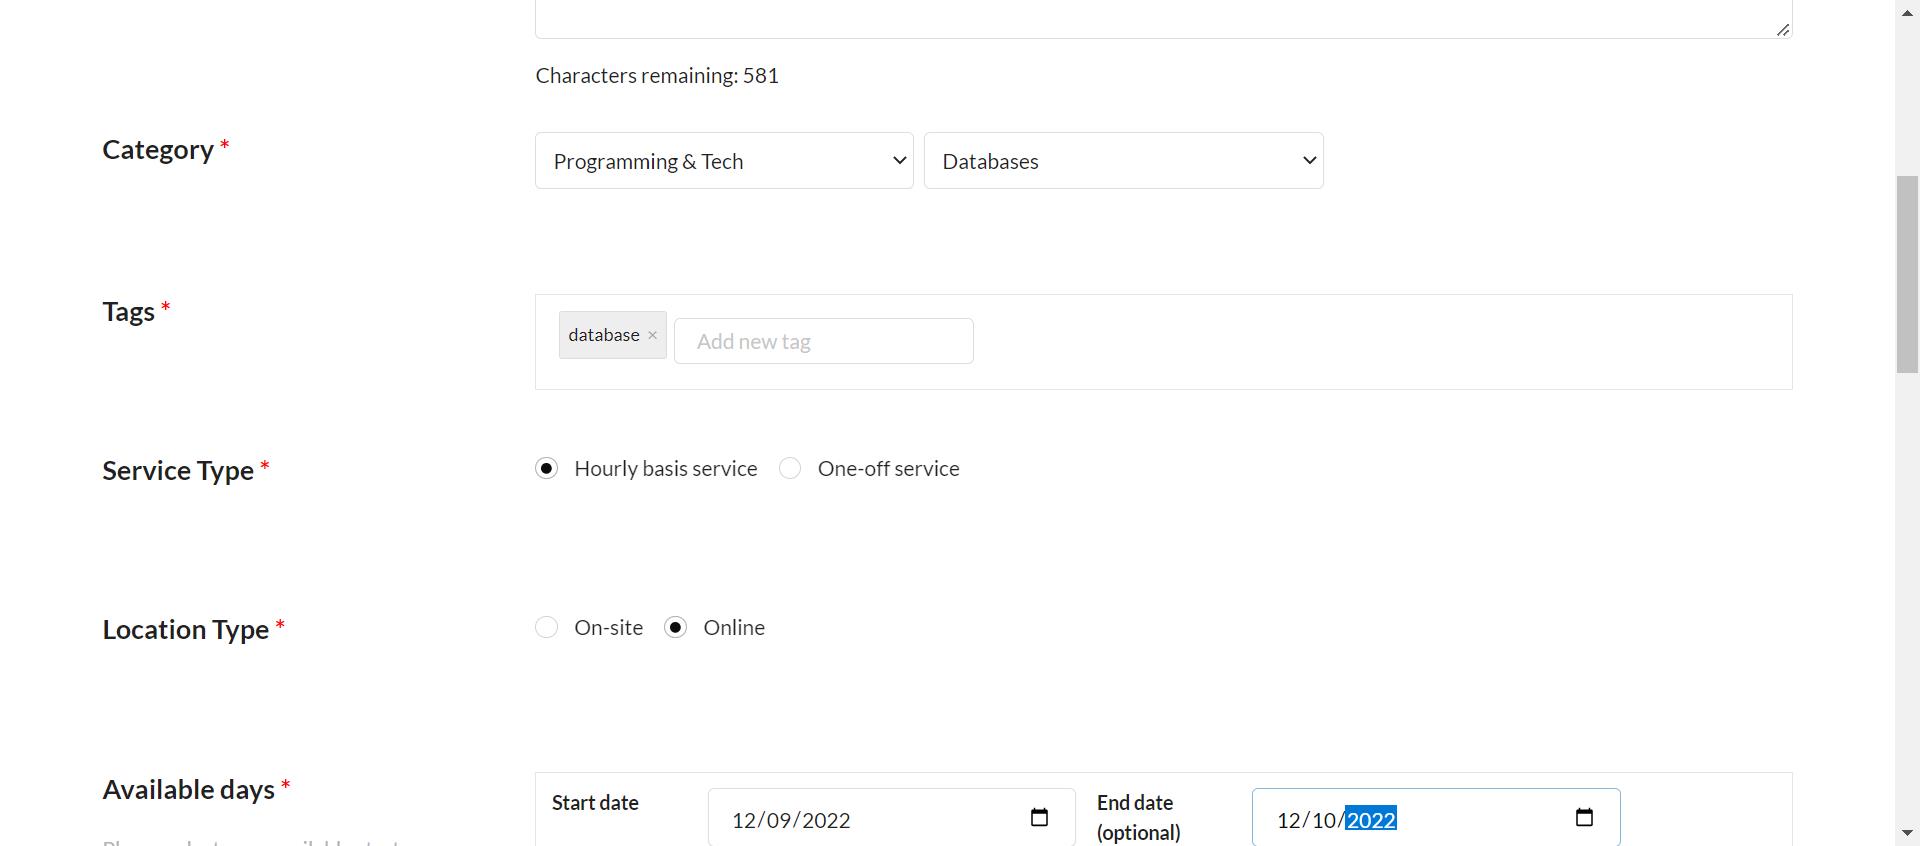 Characters remaining: 581
Category *
Programming & Tech
Databases
Tags *
database ×
Add new tag
Service Type *
Hourly basis service
One-off service
Location Type *
On-site
Online
Available days *
Start date
12/09/2022
End date
(optional)
12/10/2022